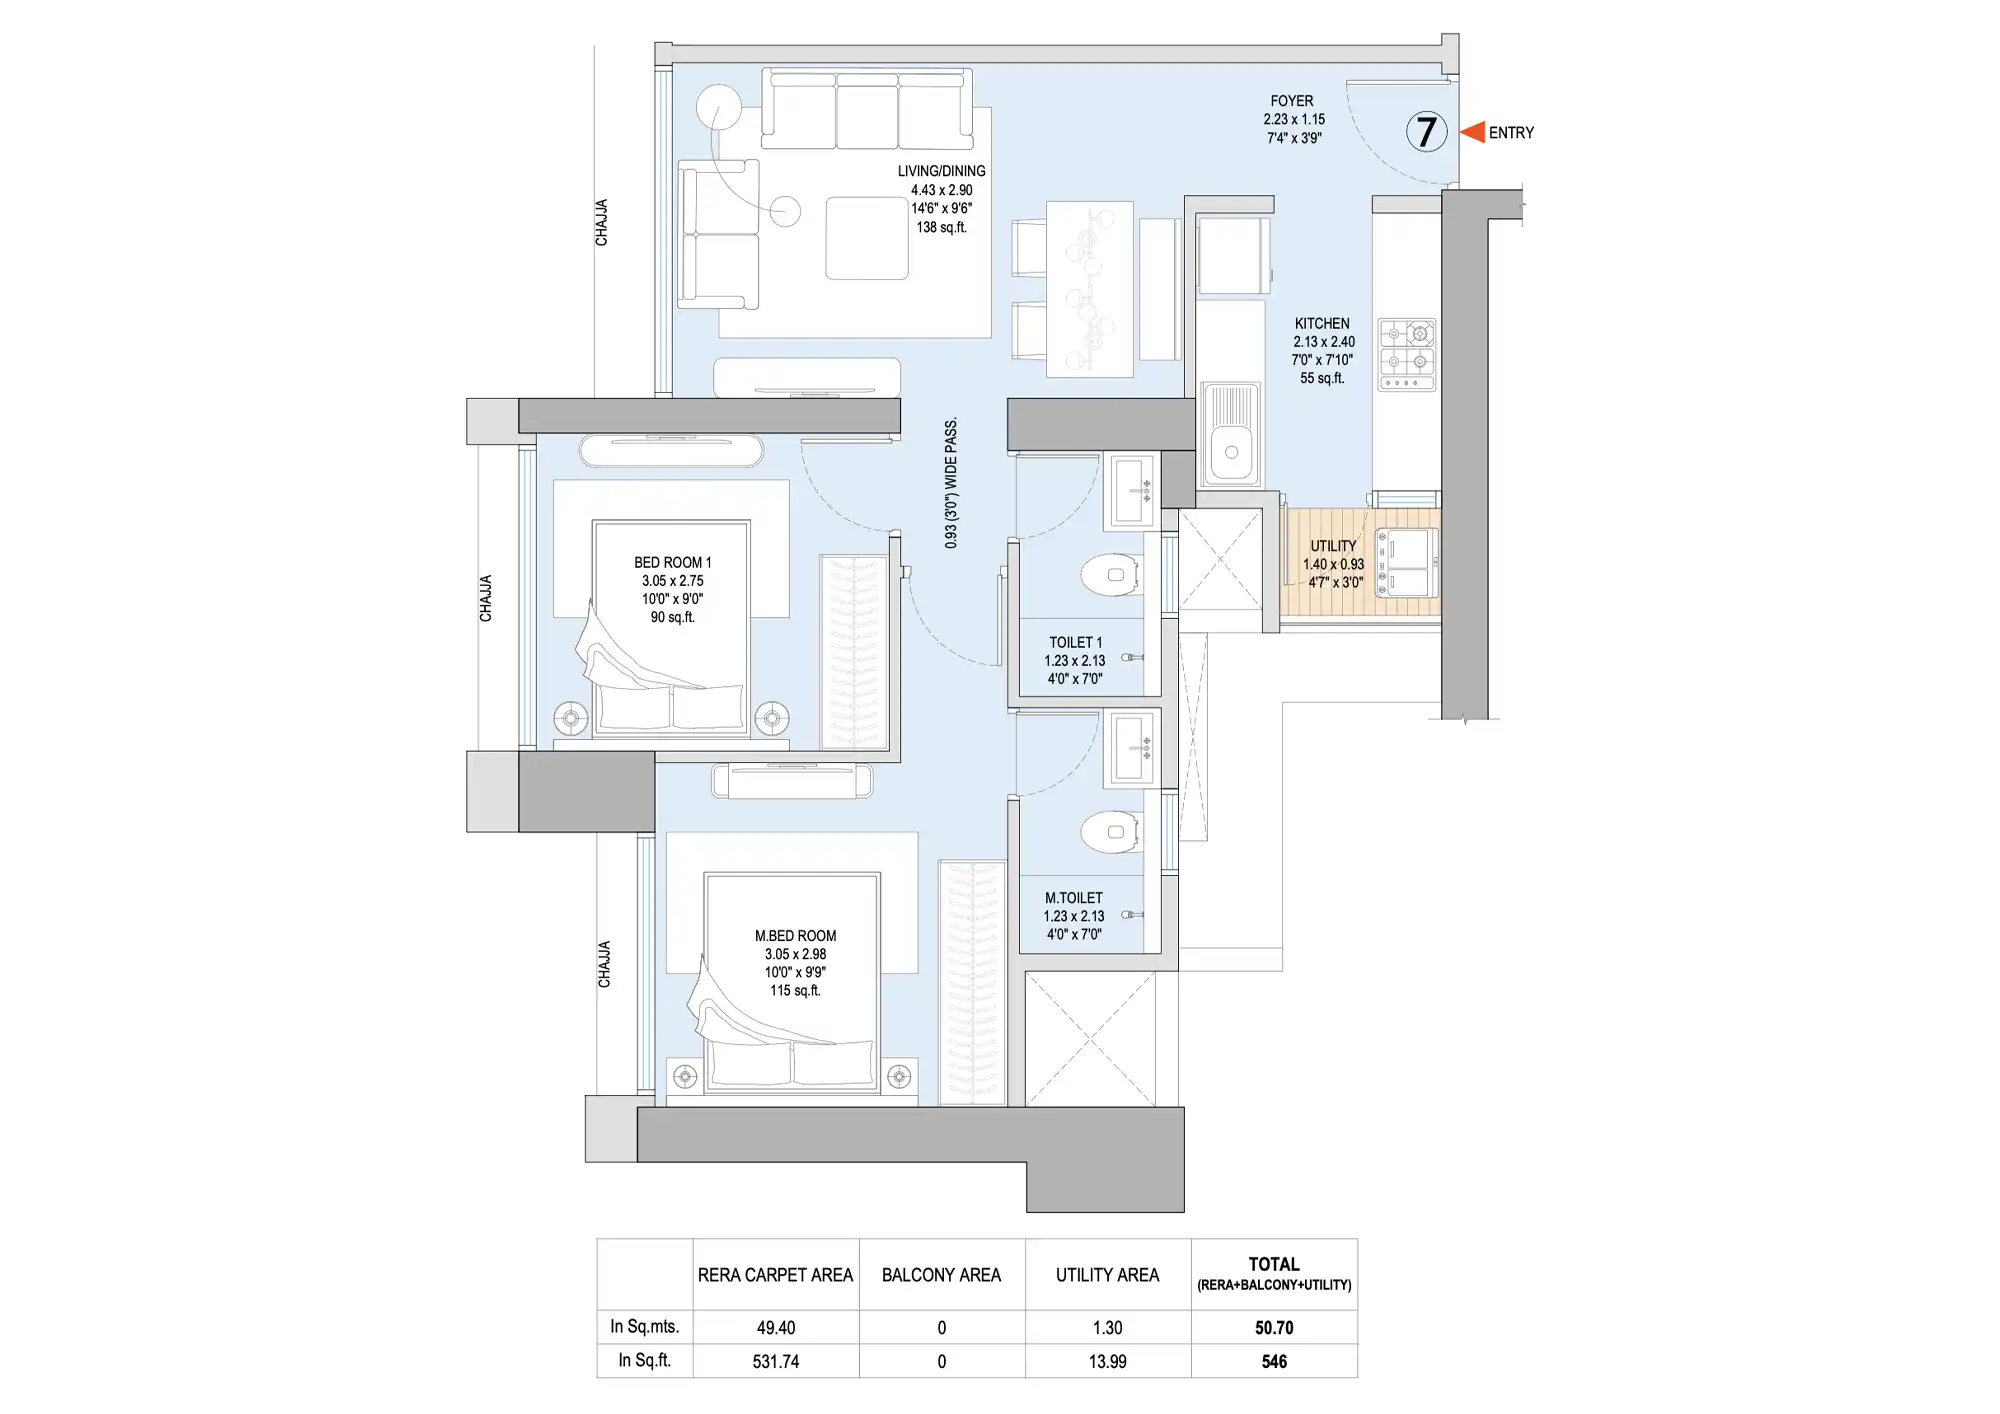 FOYER
2.23 x 1.15
7'4" x 3'9"
7
ENTRY
LIVING/DINING
4.43 x 2.90
14'6" x 9'6"
138 sq.ft.
CHAJJA
KITCHEN
2.13 x 2.40
7'0" x 7'10"
55 sq.ft.
0.93 (3'0") WIDE PASS.
BED ROOM 1
3.05 x 2.75
10'0" x 9'0"
90 sq.ft.
CHAJJA
UTILITY
1.40 x 0.93
4'7" x 3'0"
TOILET 1
1.23 x 2.13
4'0" x 7'0"
M.TOILET
1.23 x 2.13
4'0" x 7'0"
M.BED ROOM
3.05 x 2.98
10'0" x 9'9"
115 sq.ft.
CHAJJA
RERA CARPET AREA BALCONY AREA UTILITY AREA TOTAL
(RERA+BALCONY+UTILITY)
In Sq.mts. 49.40 0 1.30 50.70
In Sq.ft. 531.74 0 13.99 546